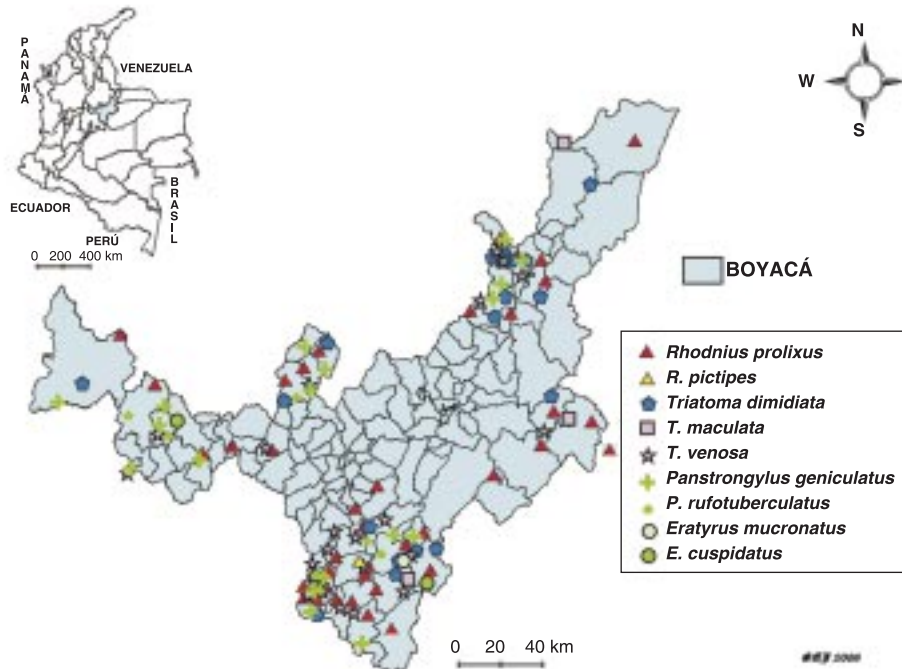 N
W
S
PANAMÁ
VENEZUELA
BRASIL
ECUADOR
PERÚ
0 200 400 km
BOYACÁ
Rhodnius prolixus
R. pictipes
Triatoma dimidiata
T. maculata
T. venosa
Panstrongylus geniculatus
P. rufotuberculatus
Eratyrus mucronatus
E. cuspidatus
0 20 40 km